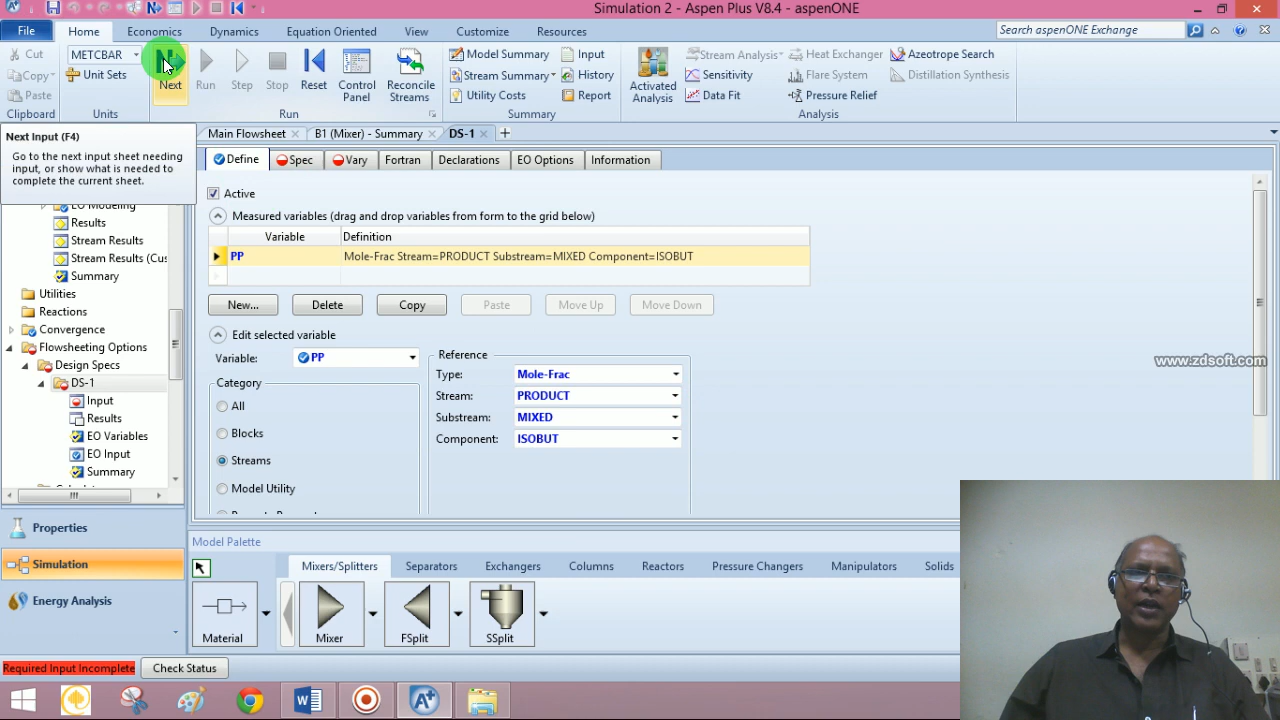 Simulation 2 - Aspen Plus V8.4 - aspenONE
File Home Economics Dynamics Equation Oriented View Customize Resources Search aspenONE Exchange
Cut METCBAR Model Summary Input Stream Analysis Heat Exchanger Azeotrope Search
Copy Unit Sets Next Run Step Stop Reset Control Panel Reconcile Streams Stream Summary History Activated Analysis Sensitivity Flare System Distillation Synthesis
Paste Utility Costs Report Data Fit Pressure Relief
Clipboard Units Run Summary Analysis
Next Input (F4)
Go to the next input sheet needing
input, or show what is needed to
complete the current sheet.
Main Flowsheet B1 (Mixer) - Summary DS-1
Define Spec Vary Fortran Declarations EO Options Information
Active
Measured variables (drag and drop variables from form to the grid below)
Variable Definition
PP Mole-Frac Stream=PRODUCT Substream=MIXED Component=ISOBUT
New... Delete Copy Paste Move Up Move Down
Edit selected variable
Variable: PP
Category
All
Blocks
Streams
Model Utility
Reference
Type: Mole-Frac
Stream: PRODUCT
Substream: MIXED
Component: ISOBUT
EO Modeling
Results
Stream Results
Stream Results (Cus
Summary
Utilities
Reactions
Convergence
Flowsheeting Options
Design Specs
DS-1
Input
Results
EO Variables
EO Input
Summary
Properties
Simulation
Energy Analysis
www.zdsoft.com
Model Palette
Mixers/Splitters Separators Exchangers Columns Reactors Pressure Changers Manipulators Solids
Material Mixer FSplit SSplit
Required Input Incomplete Check Status